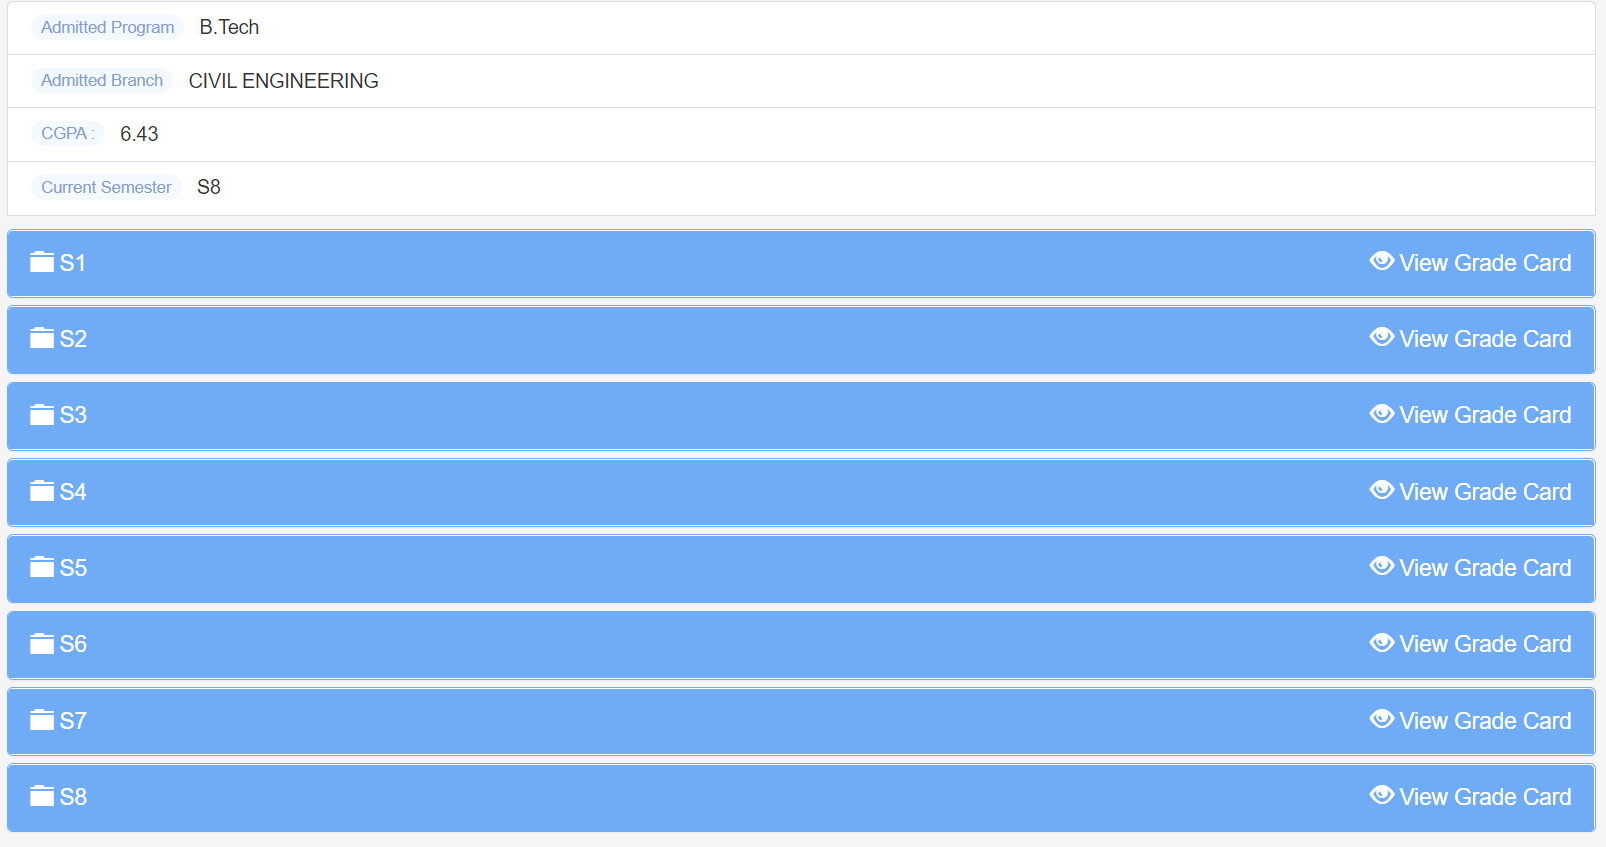 Admitted Program B.Tech
Admitted Branch CIVIL ENGINEERING
CGPA : 6.43
Current Semester S8
S1 View Grade Card
S2 View Grade Card
S3 View Grade Card
S4 View Grade Card
S5 View Grade Card
S6 View Grade Card
S7 View Grade Card
S8 View Grade Card